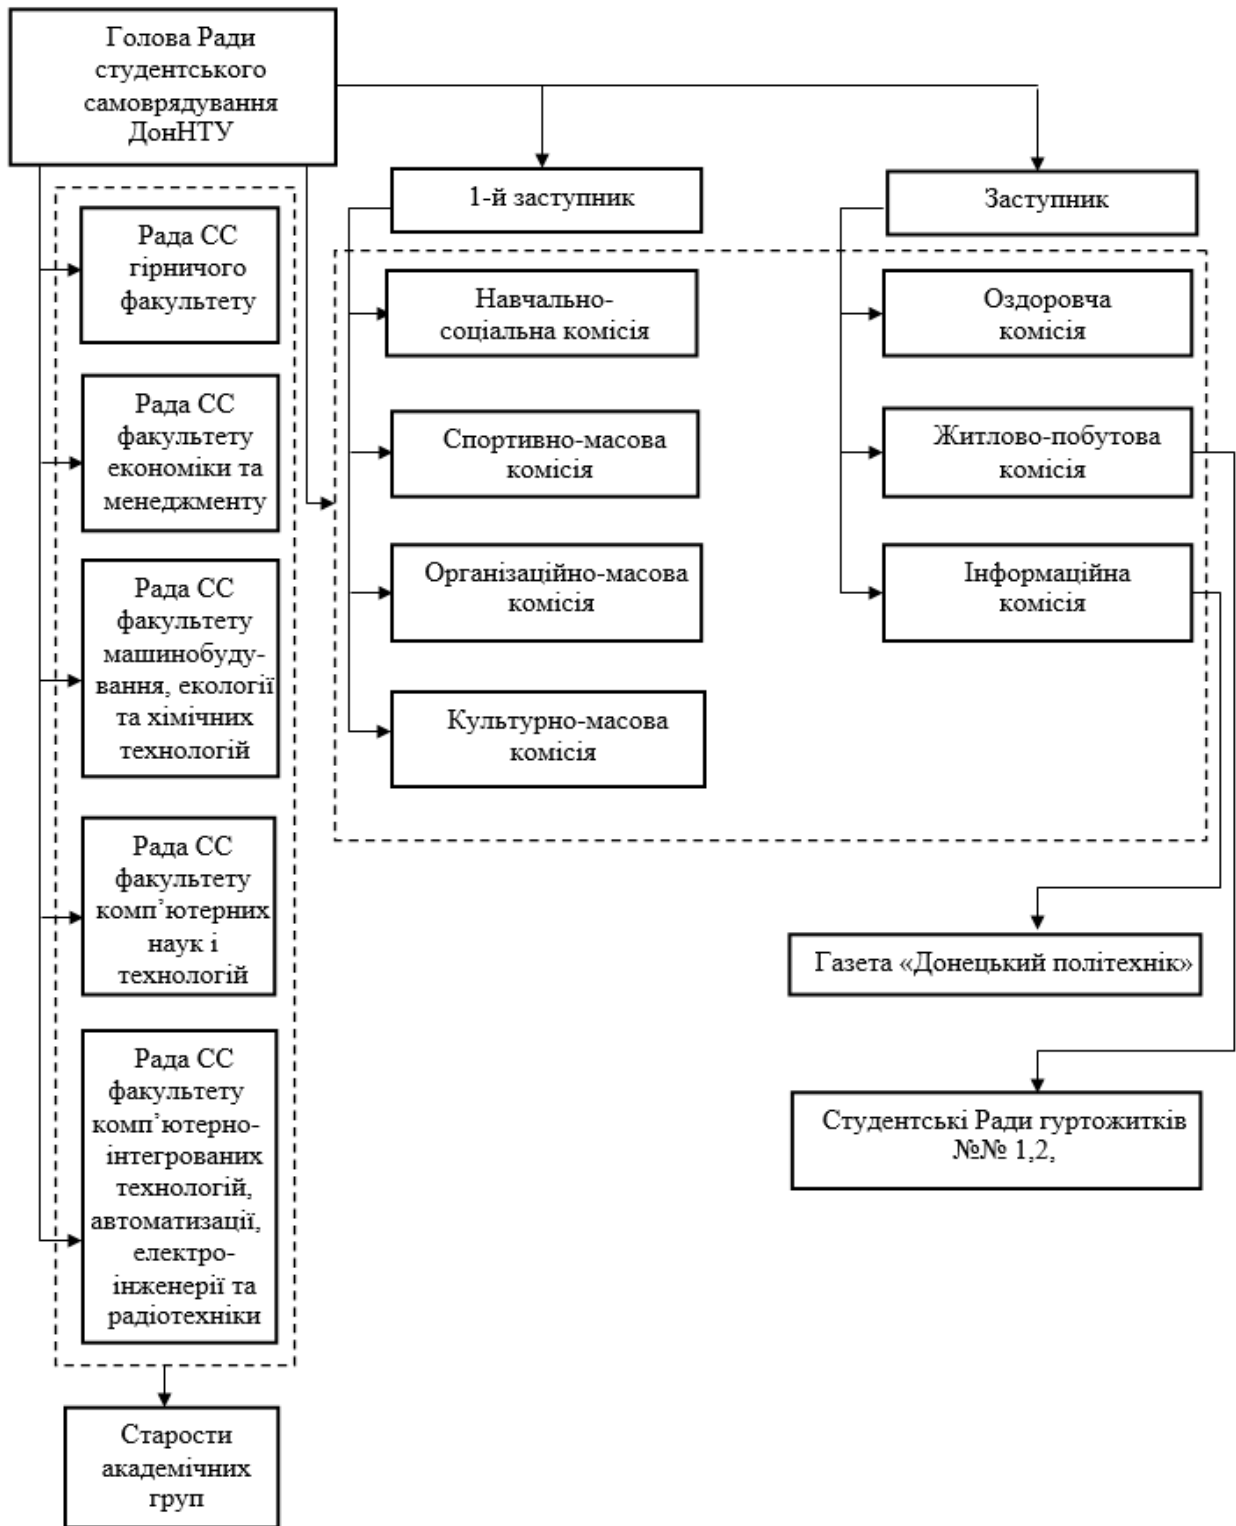 Голова Ради
студентського
самоврядування
ДонНТУ
1-й заступник
Заступник
Рада СС
гірничого
факультету
Рада СС
факультету
економіки та
менеджменту
Рада СС
факультету
машинобуду-
вання, екології
та хімічних
технологій
Рада СС
факультету
комп’ютерних
наук і
технологій
Рада СС
факультету
комп’ютерно-
інтегрованих
технологій,
автоматизації,
електро-
інженерії та
радіотехніки
Старости
академічних
груп
Навчально-
соціальна комісія
Спортивно-масова
комісія
Організаційно-масова
комісія
Культурно-масова
комісія
Оздоровча
комісія
Житлово-побутова
комісія
Інформаційна
комісія
Газета «Донецький політехнік»
Студентські Ради гуртожитків
№№ 1,2,